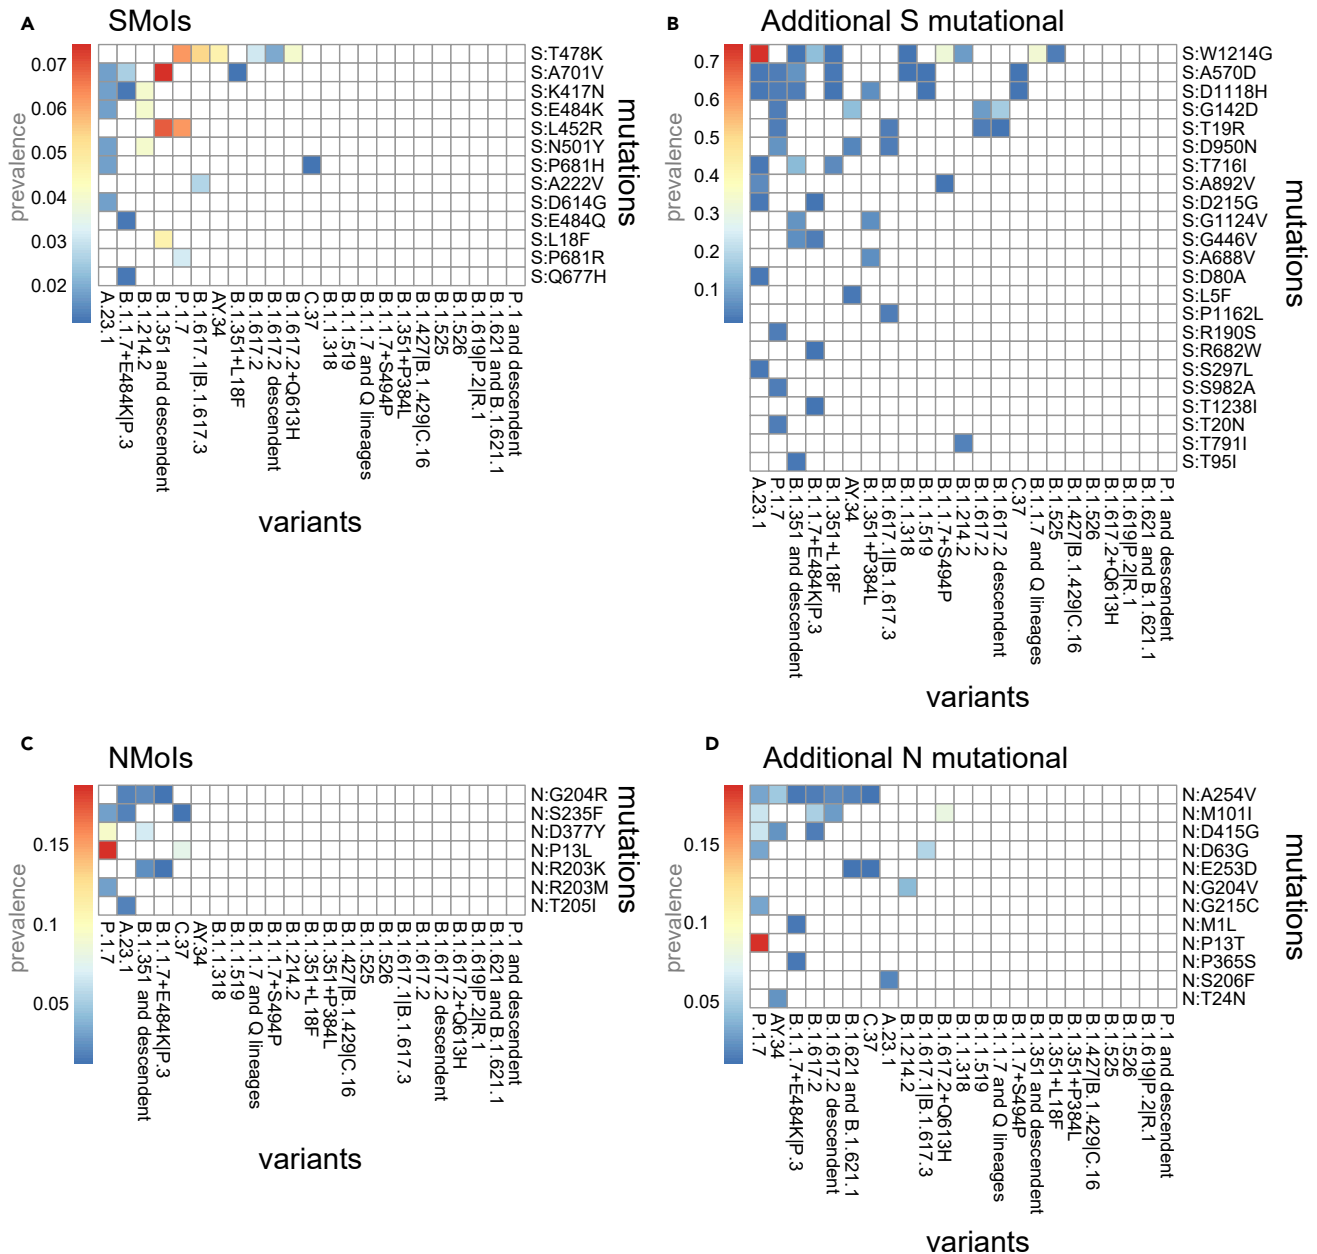 A
SMoIs
0.07
0.06
0.05
0.04
0.03
0.02
prevalence
S:T478K
S:A701V
S:K417N
S:E484K
S:L452R
S:N501Y
S:P681H
S:A222V
S:D614G
S:E484Q
S:L18F
S:P681R
S:Q677H
mutations
A.23.1
B.1.1.7+E484K|P.3
B.1.214.2
B.1.351 and descendent
P.1.7
B.1.617.1|B.1.617.3
AY.34
B.1.351+L18F
B.1.617.2
B.1.617.2 descendent
B.1.617.2+Q613H
C.37
B.1.1.318
B.1.1.519
B.1.1.7 and Q lineages
B.1.1.7+S494P
B.1.351+P384L
B.1.427|B.1.429|C.16
B.1.525
B.1.526
B.1.619|P.2|R.1
B.1.621 and B.1.621.1
P.1 and descendent
variants
B
Additional S mutational
0.7
0.6
0.5
0.4
0.3
0.2
0.1
prevalence
S:W1214G
S:A570D
S:D1118H
S:G142D
S:T19R
S:D950N
S:T716I
S:A892V
S:D215G
S:G1124V
S:G446V
S:A688V
S:D80A
S:L5F
S:P1162L
S:R190S
S:R682W
S:S297L
S:S982A
S:T1238I
S:T20N
S:T791I
S:T95I
mutations
A.23.1
P.1.7
B.1.351 and descendent
B.1.1.7+E484K|P.3
B.1.351+L18F
AY.34
B.1.351+P384L
B.1.617.1|B.1.617.3
B.1.1.318
B.1.1.519
B.1.1.7+S494P
B.1.214.2
B.1.617.2
B.1.617.2 descendent
C.37
B.1.1.7 and Q lineages
B.1.525
B.1.427|B.1.429|C.16
B.1.526
B.1.617.2+Q613H
B.1.619|P.2|R.1
B.1.621 and B.1.621.1
P.1 and descendent
variants
C
NMoIs
0.15
0.1
0.05
prevalence
N:G204R
N:S235F
N:D377Y
N:P13L
N:R203K
N:R203M
N:T205I
mutations
P.1.7
A.23.1
B.1.351 and descendent
B.1.1.7+E484K|P.3
C.37
AY.34
B.1.1.318
B.1.1.519
B.1.1.7 and Q lineages
B.1.1.7+S494P
B.1.214.2
B.1.351+L18F
B.1.351+P384L
B.1.427|B.1.429|C.16
B.1.525
B.1.526
B.1.617.1|B.1.617.3
B.1.617.2
B.1.617.2 descendent
B.1.617.2+Q613H
B.1.619|P.2|R.1
B.1.621 and B.1.621.1
P.1 and descendent
variants
D
Additional N mutational
0.15
0.1
0.05
prevalence
N:A254V
N:M101I
N:D415G
N:D63G
N:E253D
N:G204V
N:G215C
N:M1L
N:P13T
N:P365S
N:S206F
N:T24N
mutations
P.1.7
AY.34
B.1.1.7+E484K|P.3
B.1.617.2
B.1.617.2 descendent
B.1.621 and B.1.621.1
C.37
A.23.1
B.1.214.2
B.1.617.1|B.1.617.3
B.1.617.2+Q613H
B.1.1.318
B.1.1.519
B.1.1.7 and Q lineages
B.1.1.7+S494P
B.1.351 and descendent
B.1.351+L18F
B.1.351+P384L
B.1.427|B.1.429|C.16
B.1.525
B.1.526
B.1.619|P.2|R.1
P.1 and descendent
variants